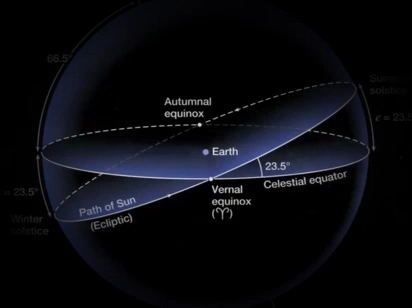 66.5°
Autumnal
equinox
Summer
solstice
ε = 23.5°
Earth
23.5°
Celestial equator
= 23.5°
Vernal
equinox
(♈)
Path of Sun
(Ecliptic)
Winter
solstice